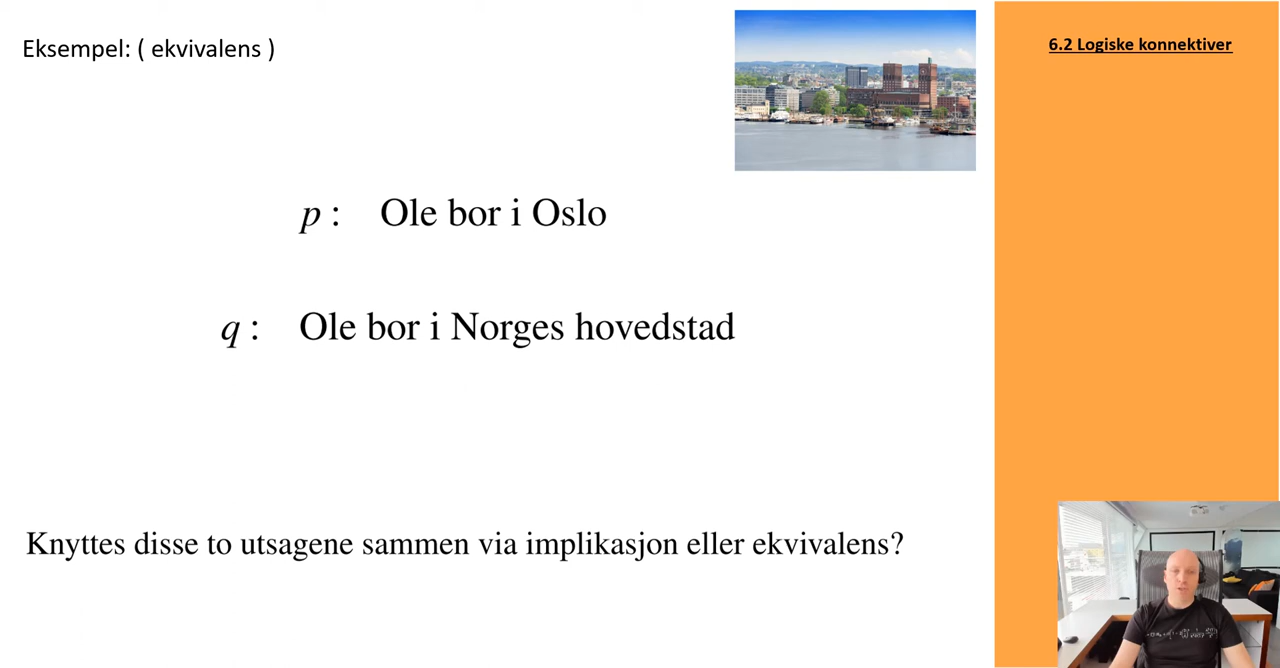 Eksempel: ( ekvivalens )
6.2 Logiske konnektiver
p : Ole bor i Oslo
q : Ole bor i Norges hovedstad
Knyttes disse to utsagene sammen via implikasjon eller ekvivalens?